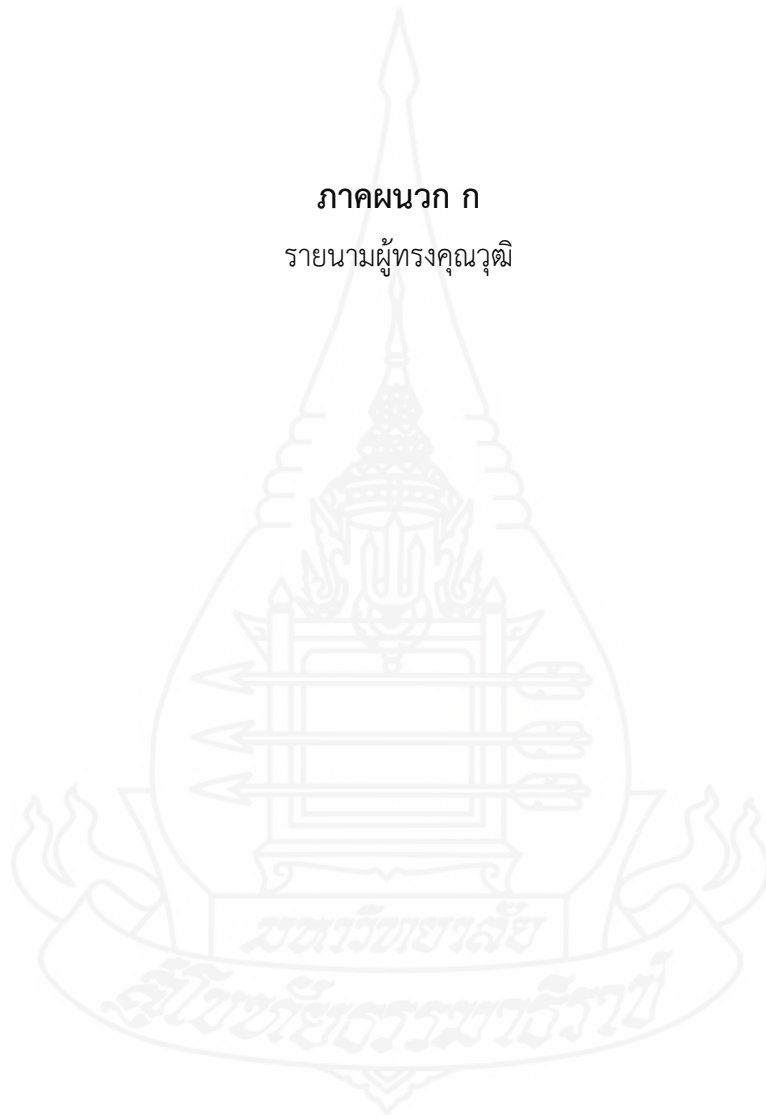 ภาคผนวก ก
รายนามผู้ทรงคุณวุฒิ
มหาวิทยาลัย
สุโขทัยธรรมาธิราช